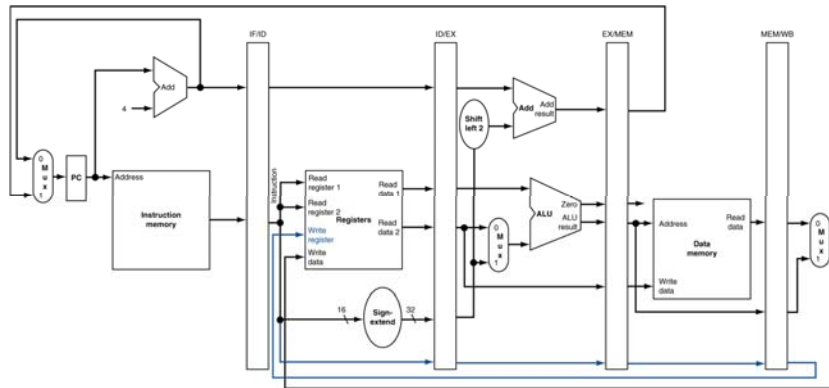 IF/ID
ID/EX
EX/MEM
MEM/WB
Add
4
Add
Add
result
Shift
left 2
0
M
u
x
1
PC
Address
Instruction
memory
Instruction
Read
register 1
Read
register 2
Registers
Write
register
Write
data
Read
data 1
Read
data 2
0
M
u
x
1
Zero
ALU
ALU
result
Address
Read
data
Data
memory
Write
data
0
M
u
x
1
16
Sign-
extend
32